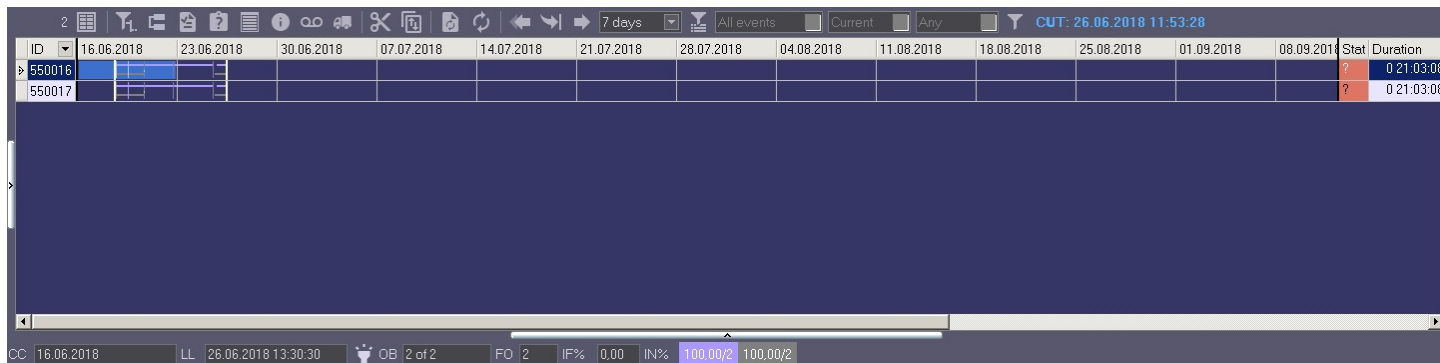 2 7 days All events Current Any CUT: 26.06.2018 11:53:28
ID 16.06.2018 23.06.2018 30.06.2018 07.07.2018 14.07.2018 21.07.2018 28.07.2018 04.08.2018 11.08.2018 18.08.2018 25.08.2018 01.09.2018 08.09.2018 Stat Duration
550016 ? 0 21:03:08
550017 ? 0 21:03:08
CC 16.06.2018 LL 26.06.2018 13:30:30 OB 2 of 2 FO 2 IF% 0,00 IN% 100,00/2 100,00/2